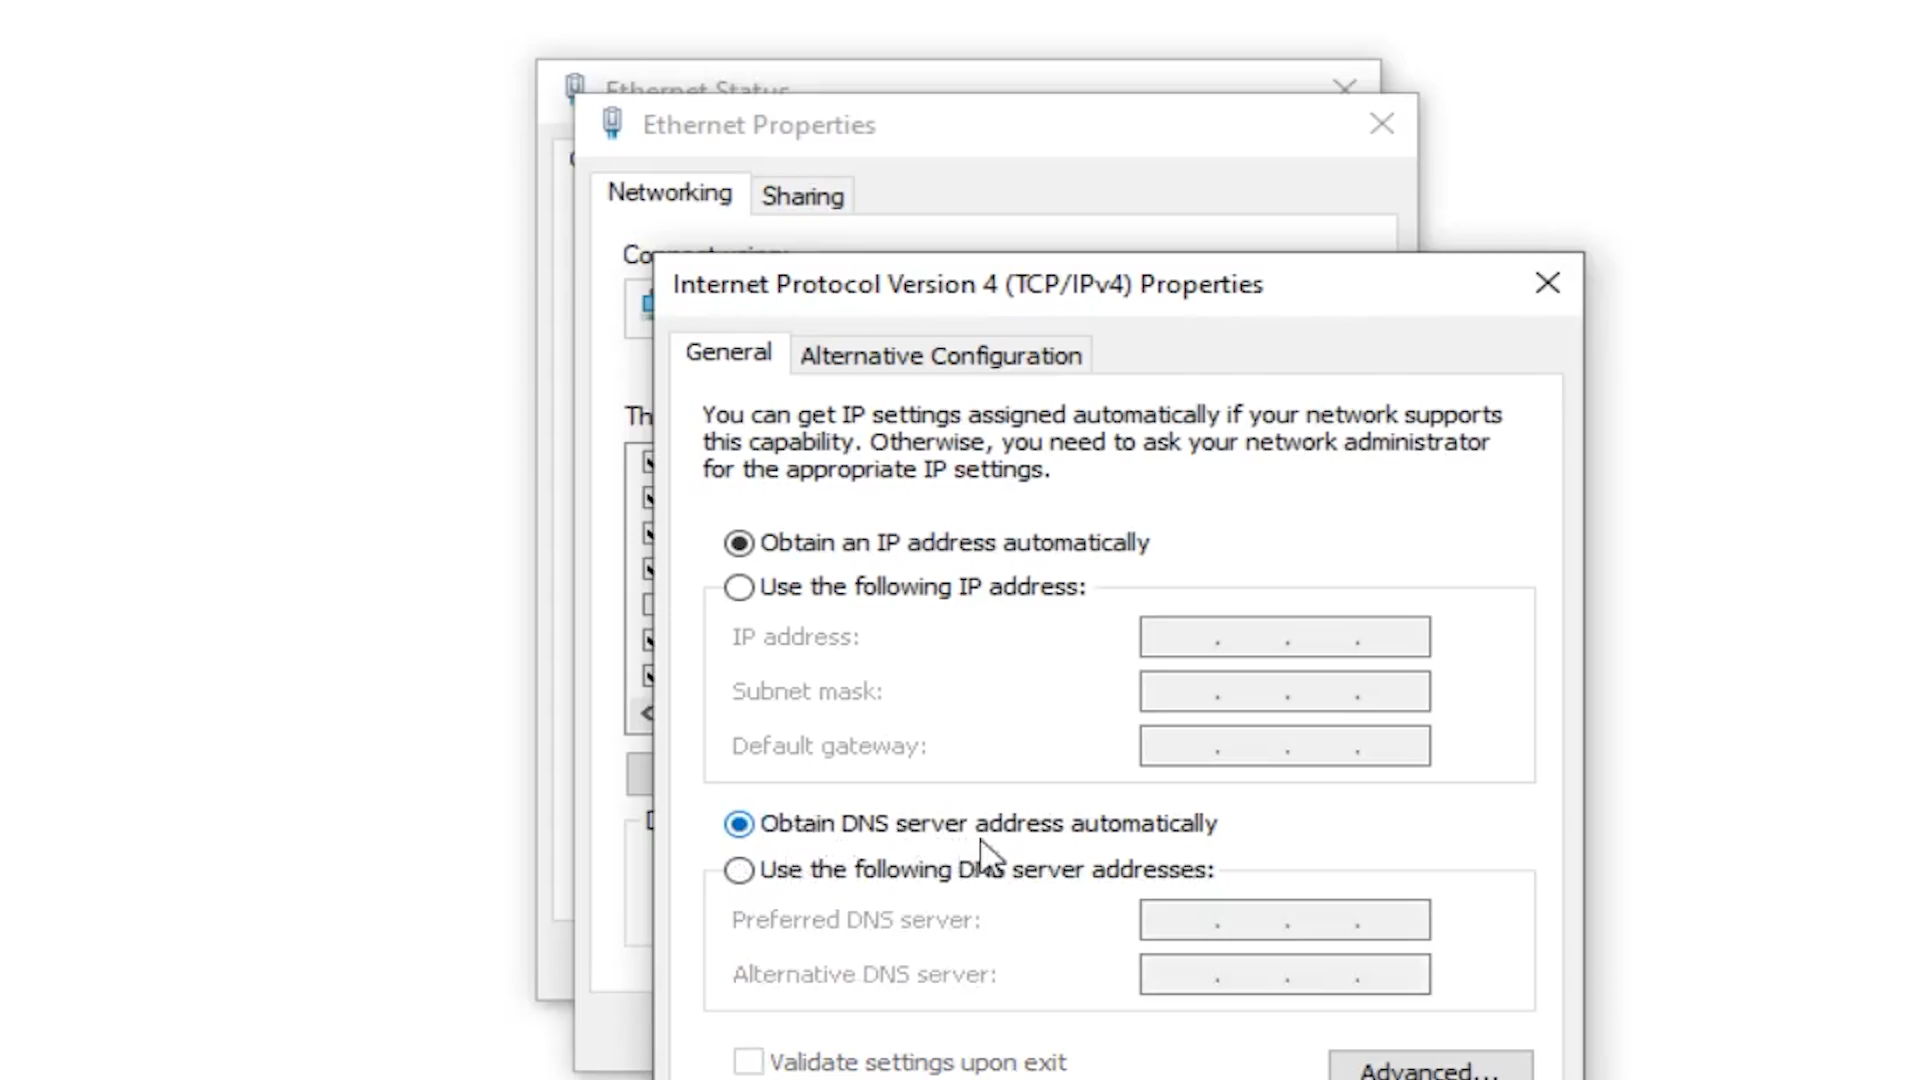 Ethernet Status
Ethernet Properties
Networking
Sharing
Internet Protocol Version 4 (TCP/IPv4) Properties
General
Alternative Configuration
You can get IP settings assigned automatically if your network supports
this capability. Otherwise, you need to ask your network administrator
for the appropriate IP settings.
Obtain an IP address automatically
Use the following IP address:
IP address:
Subnet mask:
Default gateway:
Obtain DNS server address automatically
Use the following DNS server addresses:
Preferred DNS server:
Alternative DNS server:
Validate settings upon exit
Advanced...